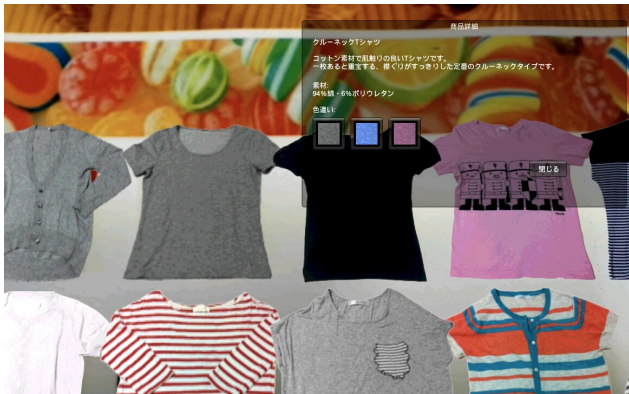 商品詳細
クルーネックTシャツ
コットン素材で肌触りの良いTシャツです。
一枚あると重宝する、襟ぐりがすっきりした定番のクルーネックタイプです。
素材:
94%綿・6%ポリウレタン
色違い:
閉じる